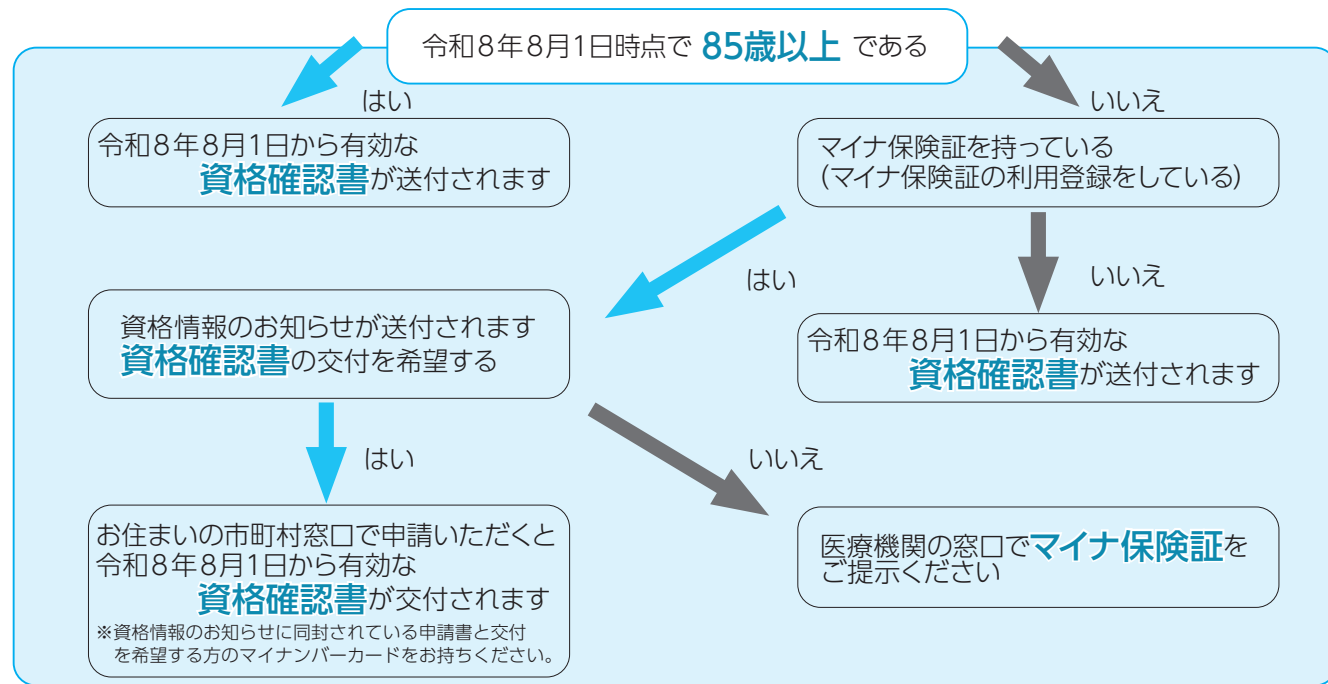 令和8年8月1日時点で 85歳以上 である
はい
いいえ
令和8年8月1日から有効な
資格確認書が送付されます
マイナ保険証を持っている
（マイナ保険証の利用登録をしている）
はい
いいえ
資格情報のお知らせが送付されます
資格確認書の交付を希望する
令和8年8月1日から有効な
資格確認書が送付されます
はい
いいえ
お住まいの市町村窓口で申請いただくと
令和8年8月1日から有効な
資格確認書が交付されます
※資格情報のお知らせに同封されている申請書と交付
を希望する方のマイナンバーカードをお持ちください。
医療機関の窓口でマイナ保険証を
ご提示ください